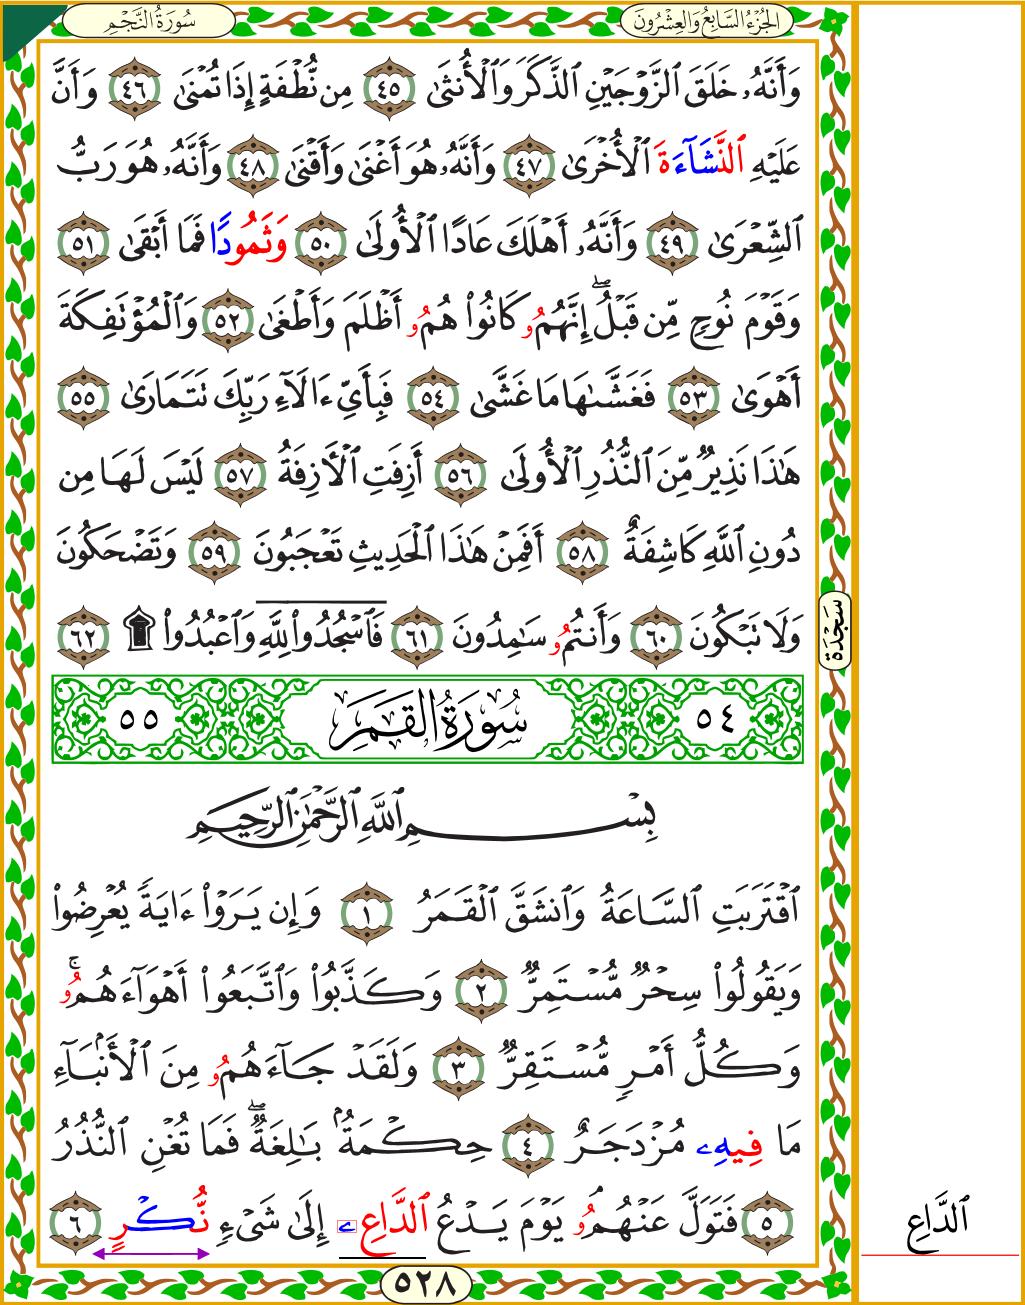 سُورَةُ النَّجْمِ
الجُزْءُ السَّابِعُ وَالعِشْرُونَ
وَأَنَّهُۥ خَلَقَ ٱلزَّوْجَيْنِ ٱلذَّكَرَ وَٱلْأُنثَىٰ ٤٥ مِن نُّطْفَةٍ إِذَا تُمْنَىٰ ٤٦ وَأَنَّ
عَلَيْهِ ٱلنَّشَآءَةَ ٱلْأُخْرَىٰ ٤٧ وَأَنَّهُۥ هُوَ أَغْنَىٰ وَأَقْنَىٰ ٤٨ وَأَنَّهُۥ هُوَ رَبُّ
ٱلشِّعْرَىٰ ٤٩ وَأَنَّهُۥٓ أَهْلَكَ عَادًا ٱلْأُولَىٰ ٥٠ وَثَمُودًا فَمَآ أَبْقَىٰ ٥١
وَقَوْمَ نُوحٍ مِّن قَبْلُ ۖ إِنَّهُمُۥ كَانُوا۟ هُمُۥ أَظْلَمَ وَأَطْغَىٰ ٥٢ وَٱلْمُؤْتَفِكَةَ
أَهْوَىٰ ٥٣ فَغَشَّىٰهَا مَا غَشَّىٰ ٥٤ فَبِأَىِّ ءَالَآءِ رَبِّكَ تَتَمَارَىٰ ٥٥
هَٰذَا نَذِيرٌ مِّنَ ٱلنُّذُرِ ٱلْأُولَىٰ ٥٦ أَزِفَتِ ٱلْآزِفَةُ ٥٧ لَيْسَ لَهَا مِن
دُونِ ٱللَّهِ كَاشِفَةٌ ٥٨ أَفَمِنْ هَٰذَا ٱلْحَدِيثِ تَعْجَبُونَ ٥٩ وَتَضْحَكُونَ
وَلَا تَبْكُونَ ٦٠ وَأَنتُمُۥ سَٰمِدُونَ ٦١ فَٱسْجُدُوا۟ لِلَّهِ وَٱعْبُدُوا۟ ۩ ٦٢
سَجْدَة
٥٤ سُورَةُ القَمَرِ ٥٥
بِسْمِ ٱللَّهِ ٱلرَّحْمَٰنِ ٱلرَّحِيمِ
ٱقْتَرَبَتِ ٱلسَّاعَةُ وَٱنشَقَّ ٱلْقَمَرُ ١ وَإِن يَرَوْا۟ ءَايَةً يُعْرِضُوا۟
وَيَقُولُوا۟ سِحْرٌ مُّسْتَمِرٌّ ٢ وَكَذَّبُوا۟ وَٱتَّبَعُوٓا۟ أَهْوَآءَهُمُۥ ۚ
وَكُلُّ أَمْرٍ مُّسْتَقِرٌّ ٣ وَلَقَدْ جَآءَهُمُۥ مِنَ ٱلْأَنۢبَآءِ
مَا فِيهِۦ مُزْدَجَرٌ ٤ حِكْمَةٌۢ بَٰلِغَةٌ ۖ فَمَا تُغْنِ ٱلنُّذُرُ
٥ فَتَوَلَّ عَنْهُمُۥ ۘ يَوْمَ يَدْعُ ٱلدَّاعِۦ إِلَىٰ شَىْءٍ نُّكْرٍ ٦
ٱلدَّاعِ
٥٢٨